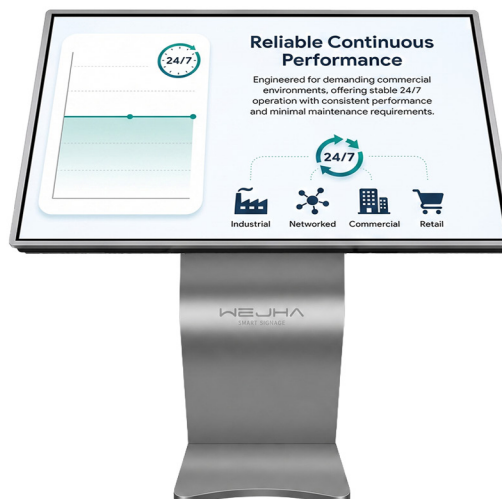 24/7
Reliable Continuous
Performance
Engineered for demanding commercial
environments, offering stable 24/7
operation with consistent performance
and minimal maintenance requirements.
24/7
Industrial
Networked
Commercial
Retail
WEJHA
SMART SIGNAGE